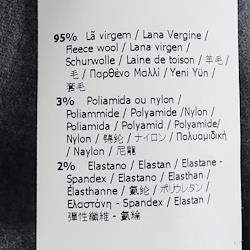 95% Lã virgem / Lana Vergine /
Fleece wool / Lana virgen /
Schurwolle / Laine de toison / 羊毛 /
毛 / Παρθένο Μαλλί / Yeni Yün /
套毛
3% Poliamida ou nylon /
Poliammide / Polyamide /Nylon /
Poliamida / Polyamid / Polyamide/
Nylon / 锦纶 / ナイロン / Πολυαμιδική
/ Naylon / 尼龍
2% Elastano / Elastan / Elastane -
Spandex / Elastano / Elasthan /
Élasthanne / 氨纶 / ポリウレタン /
Ελαστάνη - Spandex / Elastan /
彈性纖維 - 氨綸